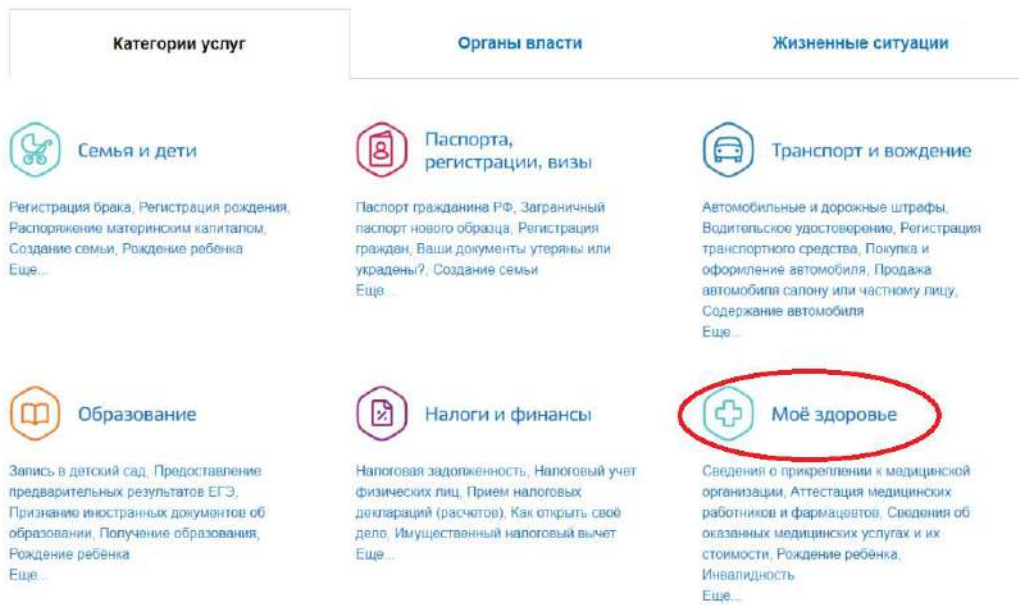 Категории услуг
Органы власти
Жизненные ситуации
Семья и дети
Регистрация брака, Регистрация рождения,
Распоряжение материнским капиталом,
Создание семьи, Рождение ребёнка
Еще...
Паспорта,
регистрации, визы
Паспорт гражданина РФ, Заграничный
паспорт нового образца, Регистрация
граждан, Ваши документы утеряны или
украдены?, Создание семьи
Еще...
Транспорт и вождение
Автомобильные и дорожные штрафы,
Водительское удостоверение, Регистрация
транспортного средства, Покупка и
оформление автомобиля, Продажа
автомобиля салону или частному лицу,
Содержание автомобиля
Еще...
Образование
Запись в детский сад, Предоставление
предварительных результатов ЕГЭ,
Признание иностранных документов об
образовании, Получение образования,
Рождение ребёнка
Еще...
Налоги и финансы
Налоговая задолженность, Налоговый учет
физических лиц, Прием налоговых
деклараций (расчетов), Как открыть своё
дело, Имущественный налоговый вычет
Еще...
Моё здоровье
Сведения о прикреплении к медицинской
организации, Аттестация медицинских
работников и фармацевтов, Сведения об
оказанных медицинских услугах и их
стоимости, Рождение ребёнка,
Инвалидность
Еще...